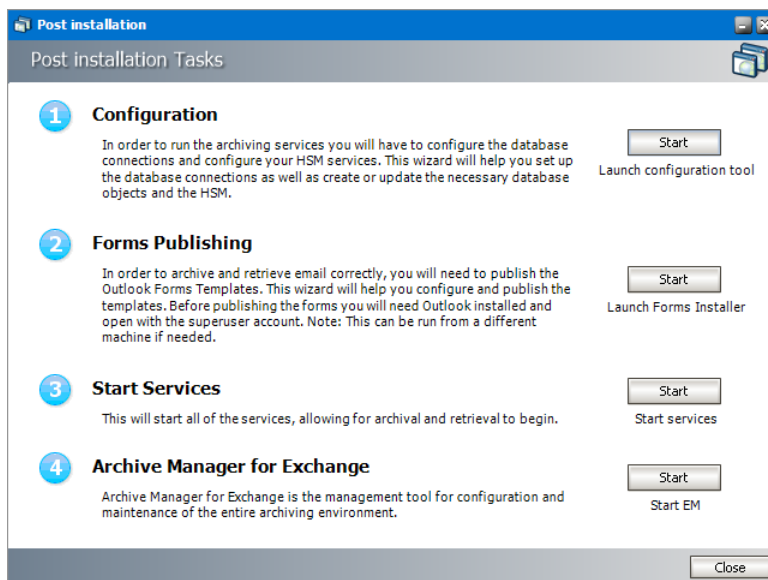 Post installation
Post installation Tasks
1
Configuration
In order to run the archiving services you will have to configure the database
connections and configure your HSM services. This wizard will help you set up
the database connections as well as create or update the necessary database
objects and the HSM.
Start
Launch configuration tool
2
Forms Publishing
In order to archive and retrieve email correctly, you will need to publish the
Outlook Forms Templates. This wizard will help you configure and publish the
templates. Before publishing the forms you will need Outlook installed and
open with the superuser account. Note: This can be run from a different
machine if needed.
Start
Launch Forms Installer
3
Start Services
This will start all of the services, allowing for archival and retrieval to begin.
Start
Start services
4
Archive Manager for Exchange
Archive Manager for Exchange is the management tool for configuration and
maintenance of the entire archiving environment.
Start
Start EM
Close